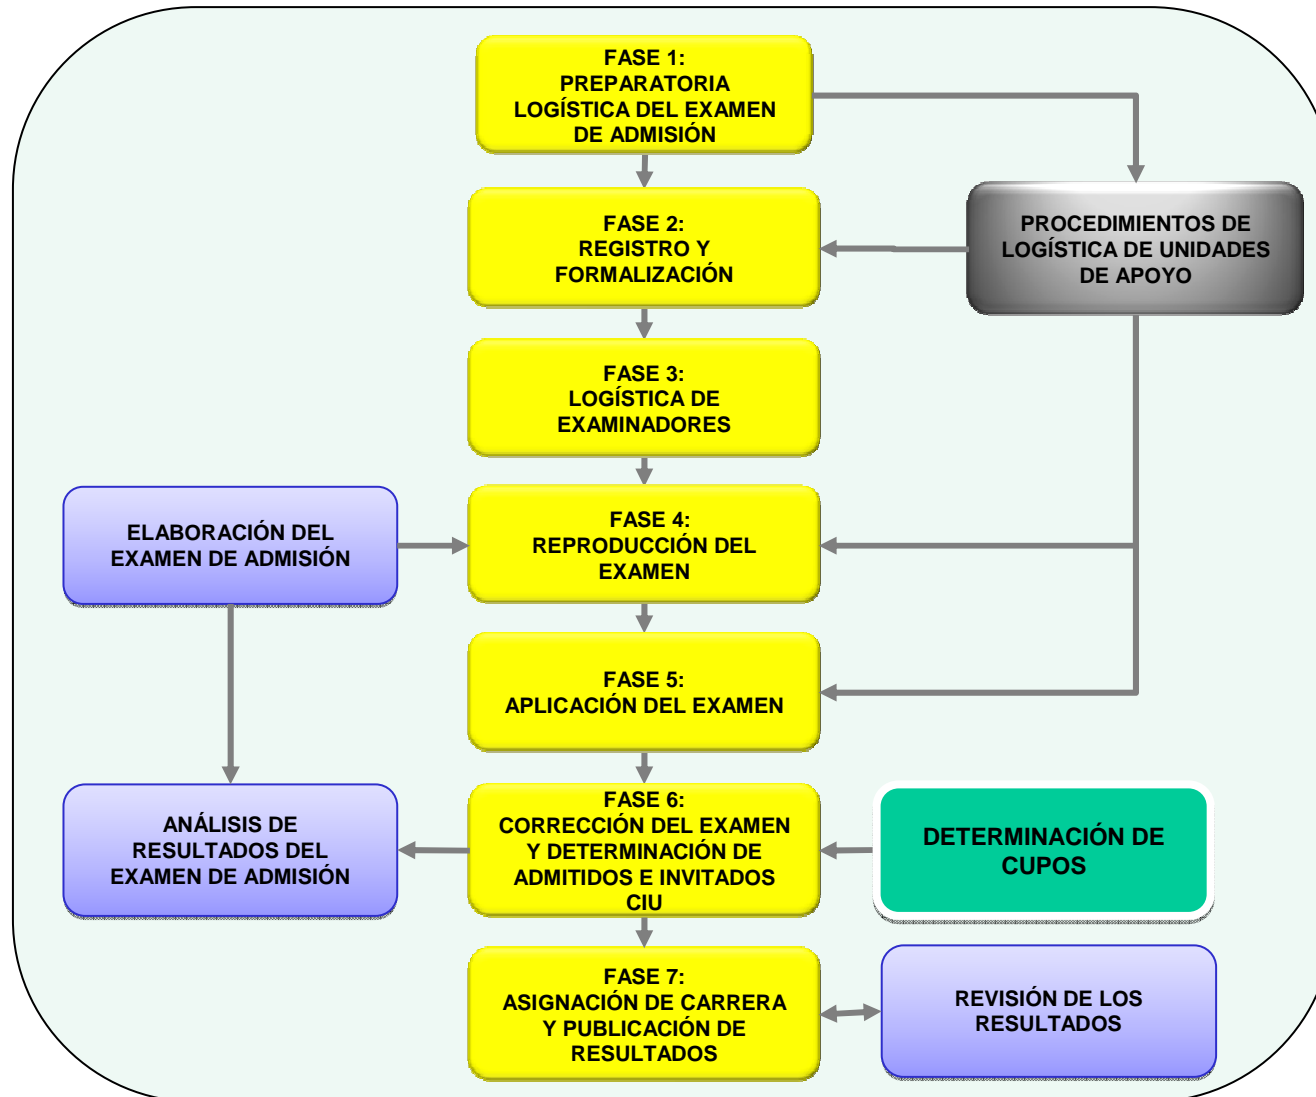 FASE 1:
PREPARATORIA
LOGÍSTICA DEL EXAMEN
DE ADMISIÓN
PROCEDIMIENTOS DE
LOGÍSTICA DE UNIDADES
DE APOYO
FASE 2:
REGISTRO Y
FORMALIZACIÓN
FASE 3:
LOGÍSTICA DE
EXAMINADORES
ELABORACIÓN DEL
EXAMEN DE ADMISIÓN
FASE 4:
REPRODUCCIÓN DEL
EXAMEN
FASE 5:
APLICACIÓN DEL EXAMEN
ANÁLISIS DE
RESULTADOS DEL
EXAMEN DE ADMISIÓN
FASE 6:
CORRECCIÓN DEL EXAMEN
Y DETERMINACIÓN DE
ADMITIDOS E INVITADOS
CIU
DETERMINACIÓN DE
CUPOS
FASE 7:
ASIGNACIÓN DE CARRERA
Y PUBLICACIÓN DE
RESULTADOS
REVISIÓN DE LOS
RESULTADOS